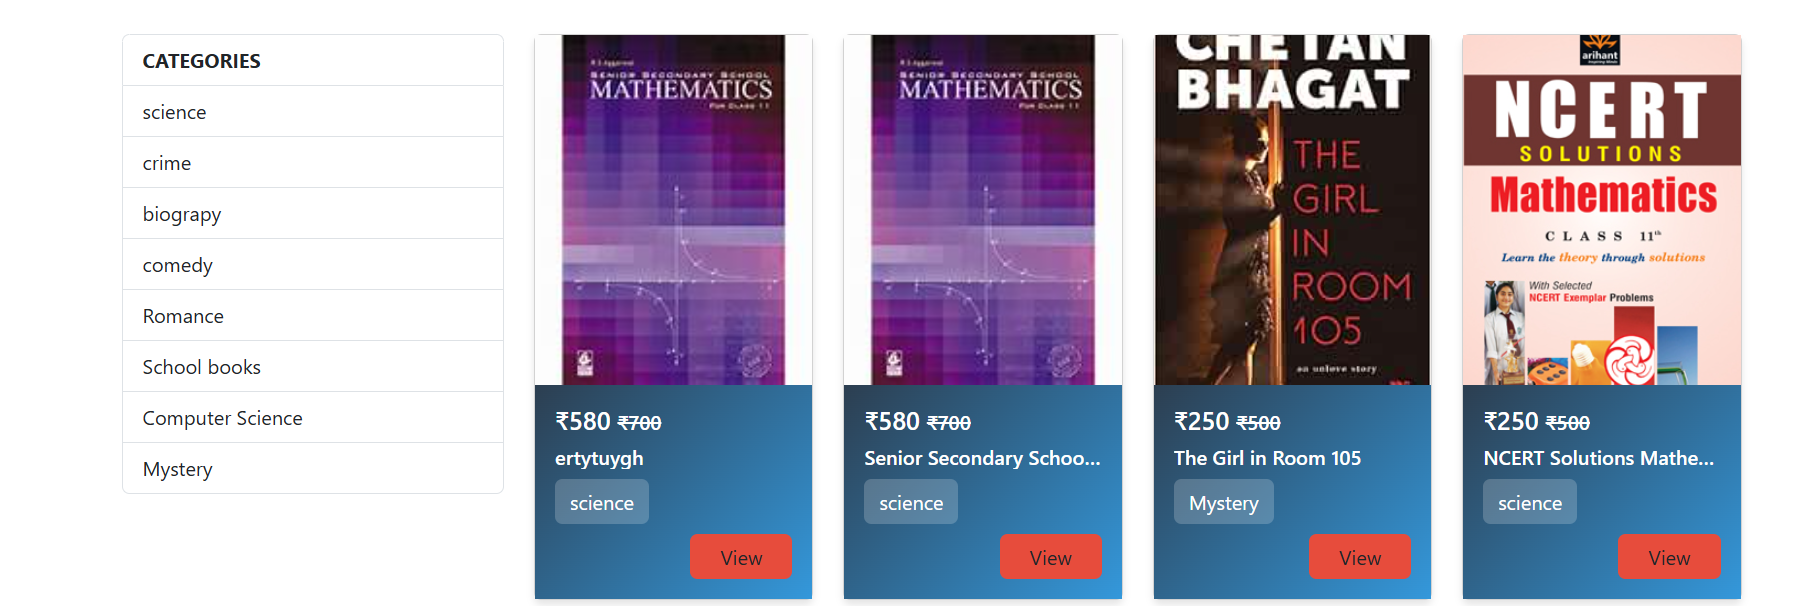 CATEGORIES
science
crime
biograpy
comedy
Romance
School books
Computer Science
Mystery
R S Aggarwal
SENIOR SECONDARY SCHOOL
MATHEMATICS
FOR CLASS 11
₹580 ₹700
ertytuygh
science
View
R S Aggarwal
SENIOR SECONDARY SCHOOL
MATHEMATICS
FOR CLASS 11
₹580 ₹700
Senior Secondary Schoo...
science
View
CHETAN
BHAGAT
THE
GIRL
IN
ROOM
105
an unlove story
₹250 ₹500
The Girl in Room 105
Mystery
View
arihant
NCERT
SOLUTIONS
Mathematics
CLASS 11th
Learn the theory through solutions
With Selected
NCERT Exemplar Problems
₹250 ₹500
NCERT Solutions Mathe...
science
View